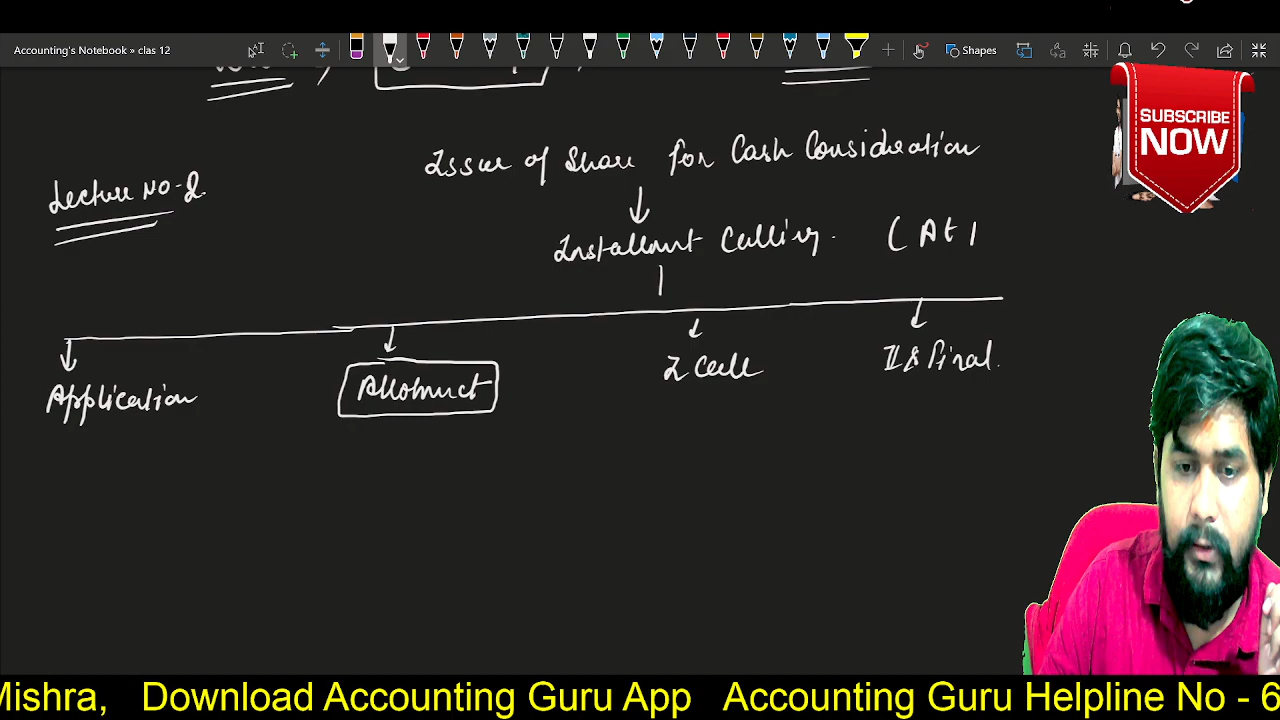 Accounting's Notebook » clas 12
Shapes
SUBSCRIBE
NOW
Issue of Share for Cash Consideration
Lecture No-2.
Installment Calling. (At
Application
Allotment
I Call
II & Final.
Mishra, Download Accounting Guru App Accounting Guru Helpline No - 6